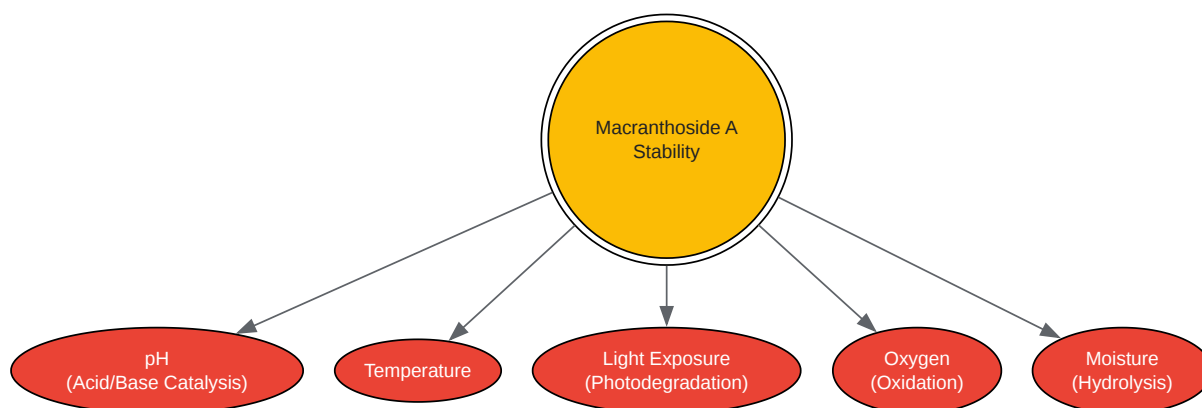 Macranthoside A
Stability
pH
(Acid/Base Catalysis)
Temperature
Light Exposure
(Photodegradation)
Oxygen
(Oxidation)
Moisture
(Hydrolysis)